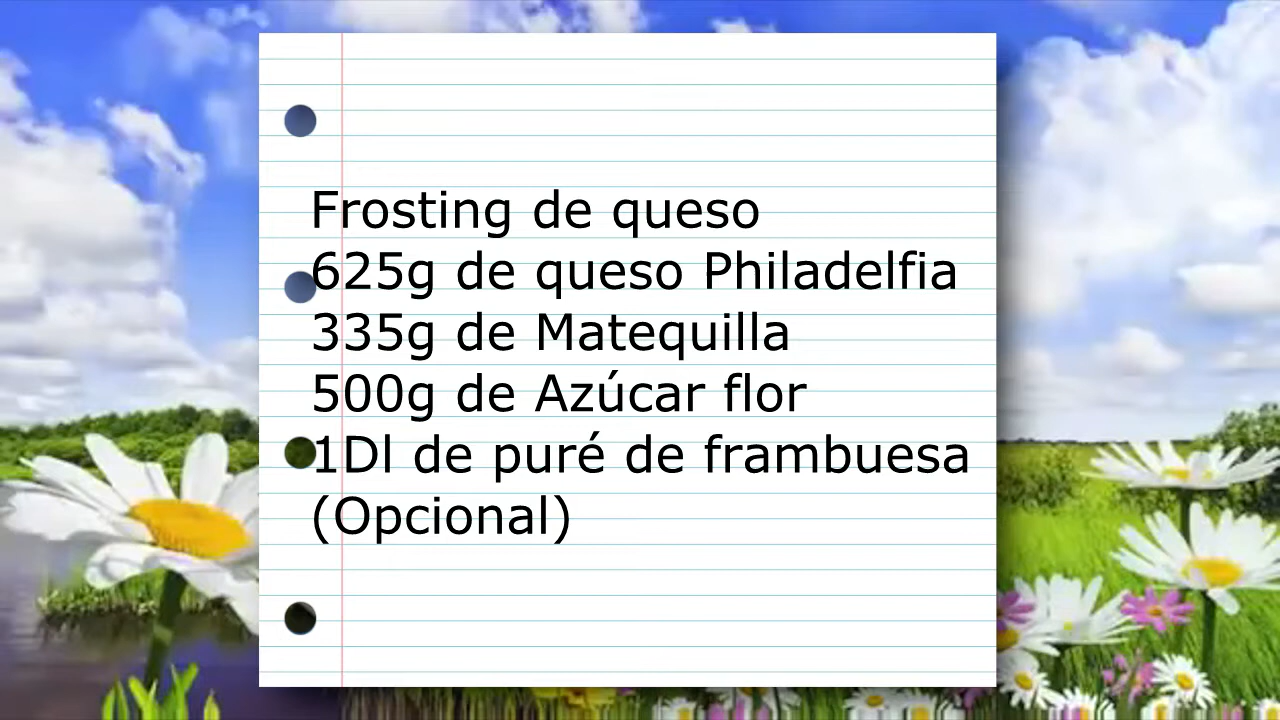 Frosting de queso
625g de queso Philadelfia
335g de Matequilla
500g de Azúcar flor
1Dl de puré de frambuesa
(Opcional)